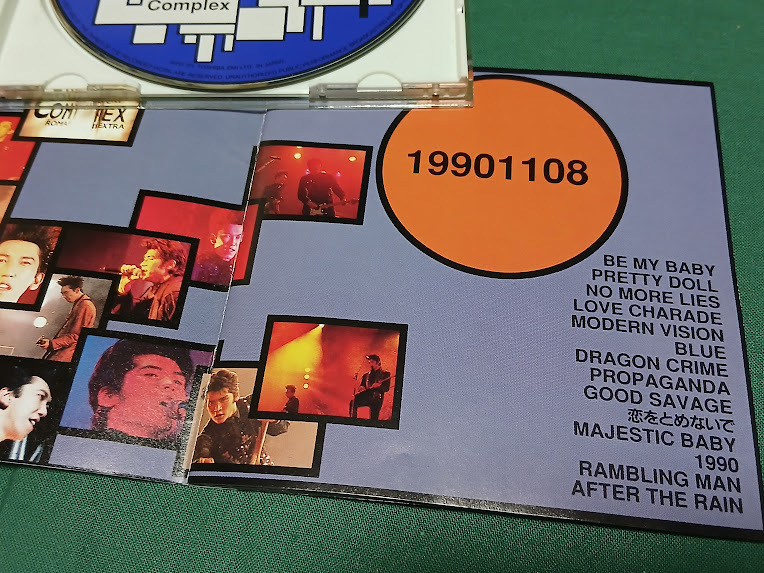 Complex
COMPLEX
19901108
BE MY BABY
PRETTY DOLL
NO MORE LIES
LOVE CHARADE
MODERN VISION
BLUE
DRAGON CRIME
PROPAGANDA
GOOD SAVAGE
恋をとめないで
MAJESTIC BABY
1990
RAMBLING MAN
AFTER THE RAIN